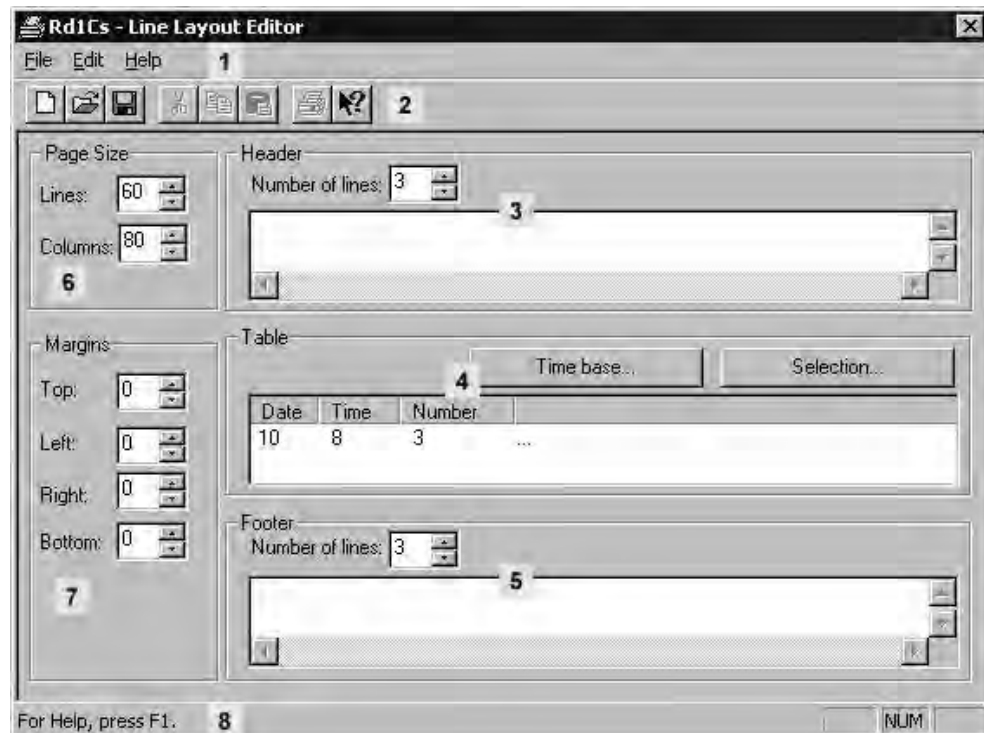 Rd1Cs - Line Layout Editor
File Edit Help 1
2
Page Size
Lines: 60
Columns: 80
6
Header
Number of lines: 3
3
Margins
Top: 0
Left: 0
Right: 0
Bottom: 0
7
Table
Time base... Selection...
4
Date Time Number
10 8 3 ...
Footer
Number of lines: 3
5
For Help, press F1. 8 NUM